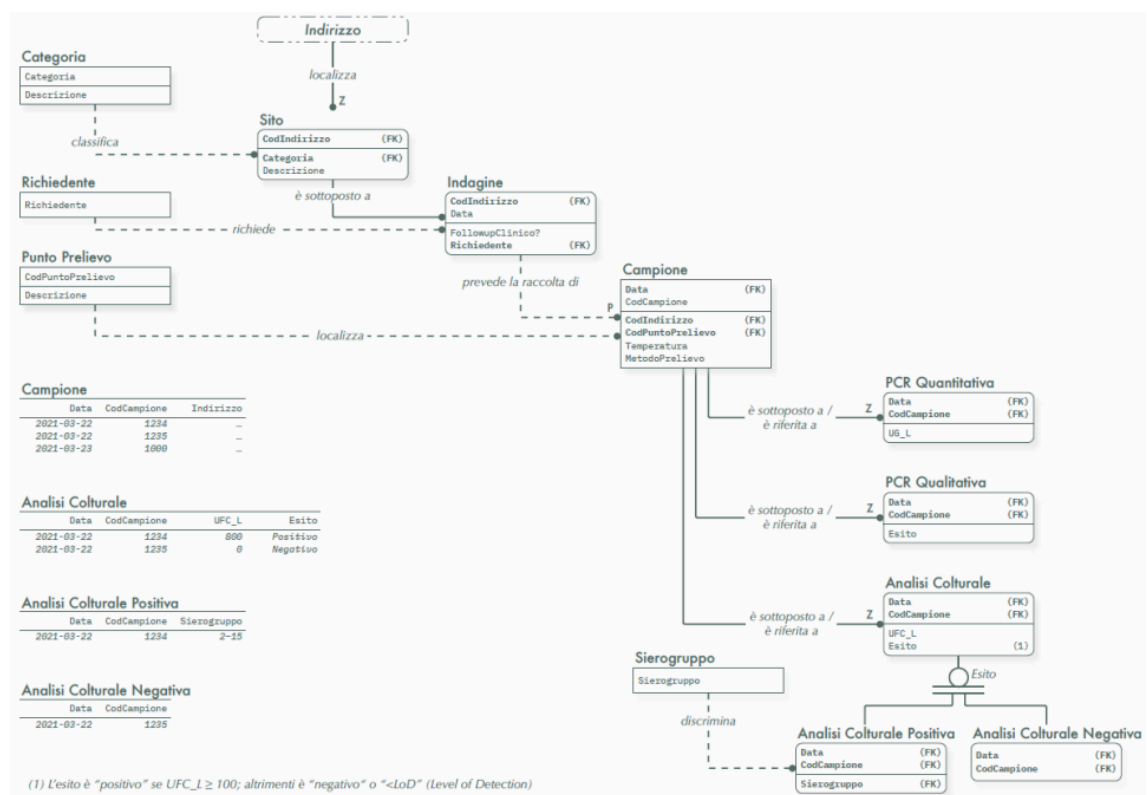 Indirizzo
localizza
Z
Categoria
Categoria
Descrizione
classifica
Sito
CodIndirizzo (FK)
Categoria (FK)
Descrizione
è sottoposto a
Richiedente
Richiedente
richiede
Indagine
CodIndirizzo (FK)
Data
FollowupClinico?
Richiedente (FK)
prevede la raccolta di
P
Punto Prelievo
CodPuntoPrelievo
Descrizione
localizza
Campione
Data (FK)
CodCampione
CodIndirizzo (FK)
CodPuntoPrelievo (FK)
Temperatura
MetodoPrelievo
è sottoposto a /
è riferita a
Z
PCR Quantitativa
Data (FK)
CodCampione (FK)
UG_L
è sottoposto a /
è riferita a
Z
PCR Qualitativa
Data (FK)
CodCampione (FK)
Esito
è sottoposto a /
è riferita a
Z
Analisi Colturale
Data (FK)
CodCampione (FK)
UFC_L
Esito (1)
Esito
Sierogruppo
Sierogruppo
discrimina
Analisi Colturale Positiva
Data (FK)
CodCampione (FK)
Sierogruppo (FK)
Analisi Colturale Negativa
Data (FK)
CodCampione (FK)
Campione
Data CodCampione Indirizzo
2021-03-22 1234 …
2021-03-22 1235 …
2021-03-23 1000 …
Analisi Colturale
Data CodCampione UFC_L Esito
2021-03-22 1234 800 Positivo
2021-03-22 1235 0 Negativo
Analisi Colturale Positiva
Data CodCampione Sierogruppo
2021-03-22 1234 2-15
Analisi Colturale Negativa
Data CodCampione
2021-03-22 1235
(1) L'esito è "positivo" se UFC_L ≥ 100; altrimenti è "negativo" o "<LoD" (Level of Detection)